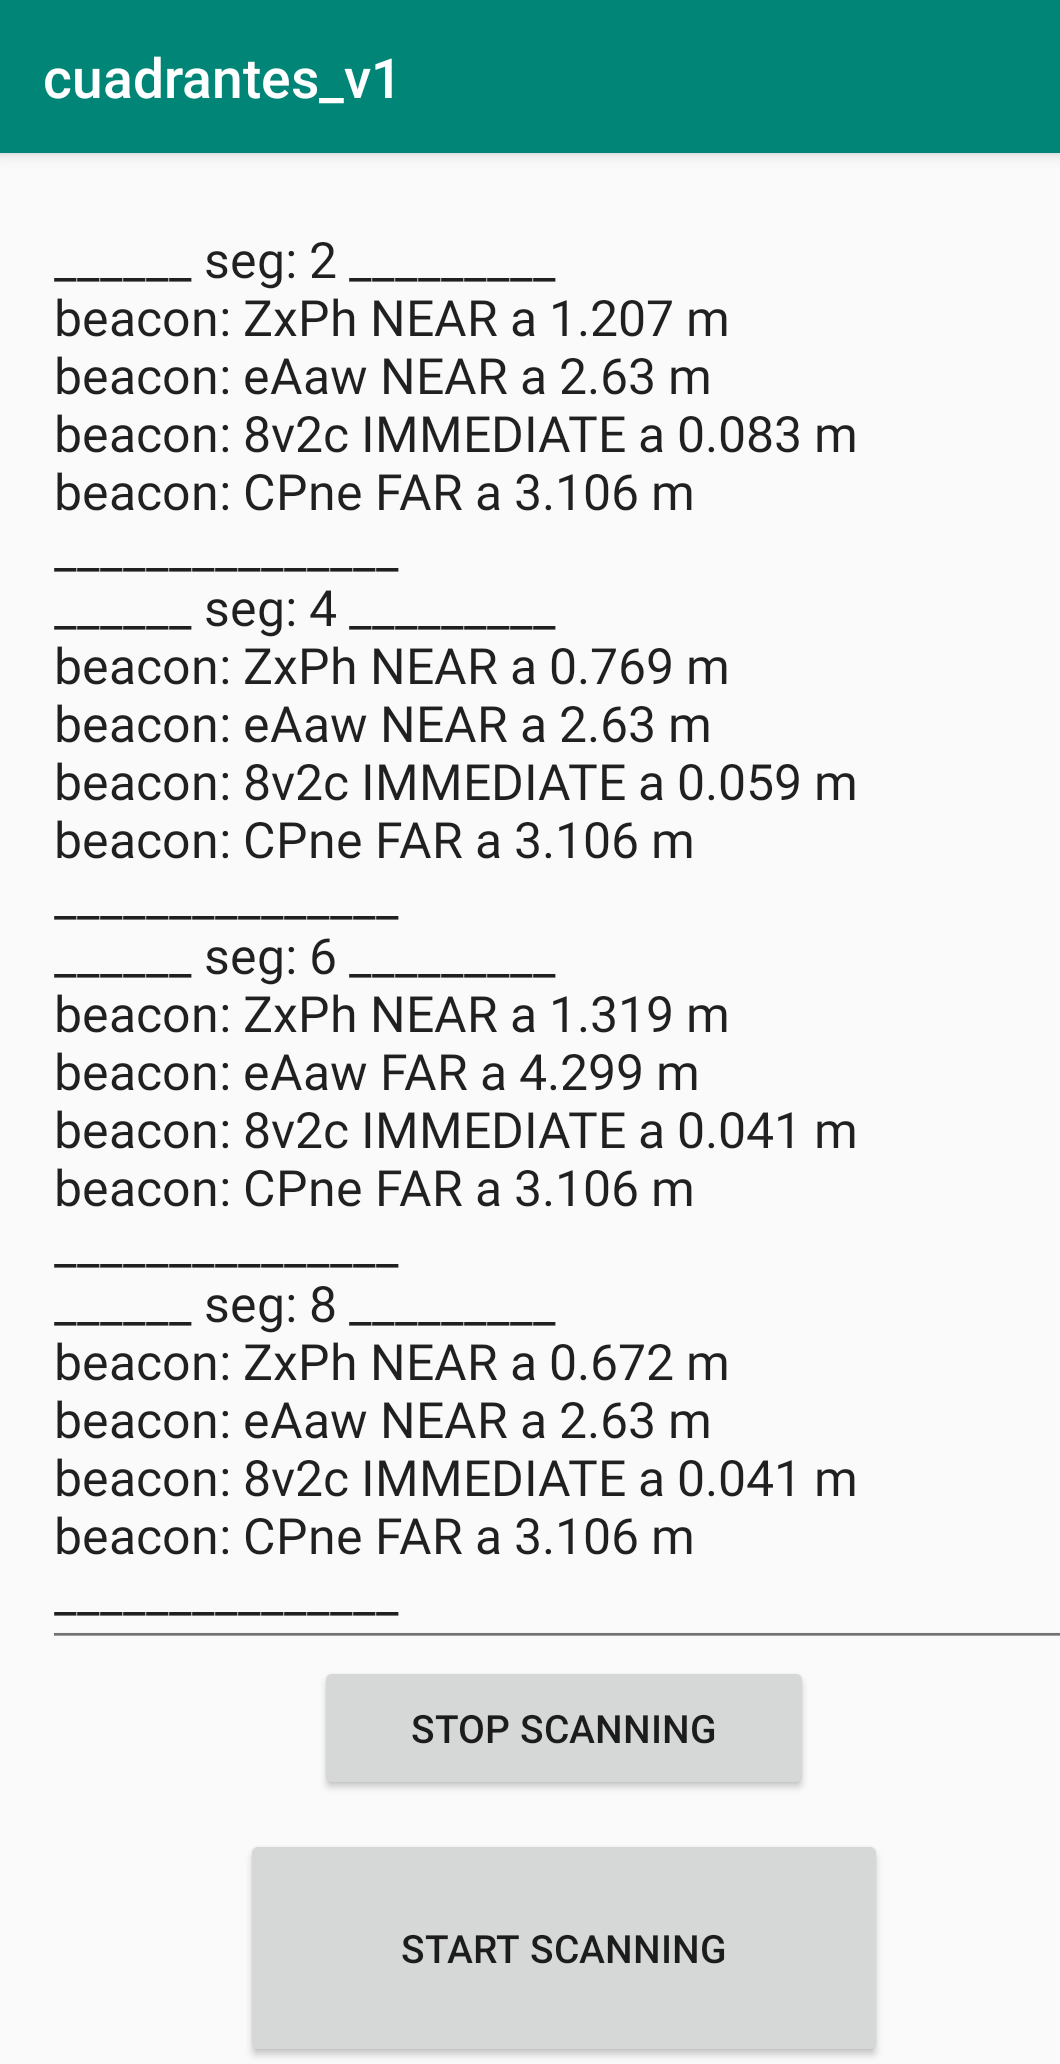 cuadrantes_v1
______ seg: 2 _________
beacon: ZxPh NEAR a 1.207 m
beacon: eAaw NEAR a 2.63 m
beacon: 8v2c IMMEDIATE a 0.083 m
beacon: CPne FAR a 3.106 m
_______________
______ seg: 4 _________
beacon: ZxPh NEAR a 0.769 m
beacon: eAaw NEAR a 2.63 m
beacon: 8v2c IMMEDIATE a 0.059 m
beacon: CPne FAR a 3.106 m
_______________
______ seg: 6 _________
beacon: ZxPh NEAR a 1.319 m
beacon: eAaw FAR a 4.299 m
beacon: 8v2c IMMEDIATE a 0.041 m
beacon: CPne FAR a 3.106 m
_______________
______ seg: 8 _________
beacon: ZxPh NEAR a 0.672 m
beacon: eAaw NEAR a 2.63 m
beacon: 8v2c IMMEDIATE a 0.041 m
beacon: CPne FAR a 3.106 m
_______________
STOP SCANNING
START SCANNING